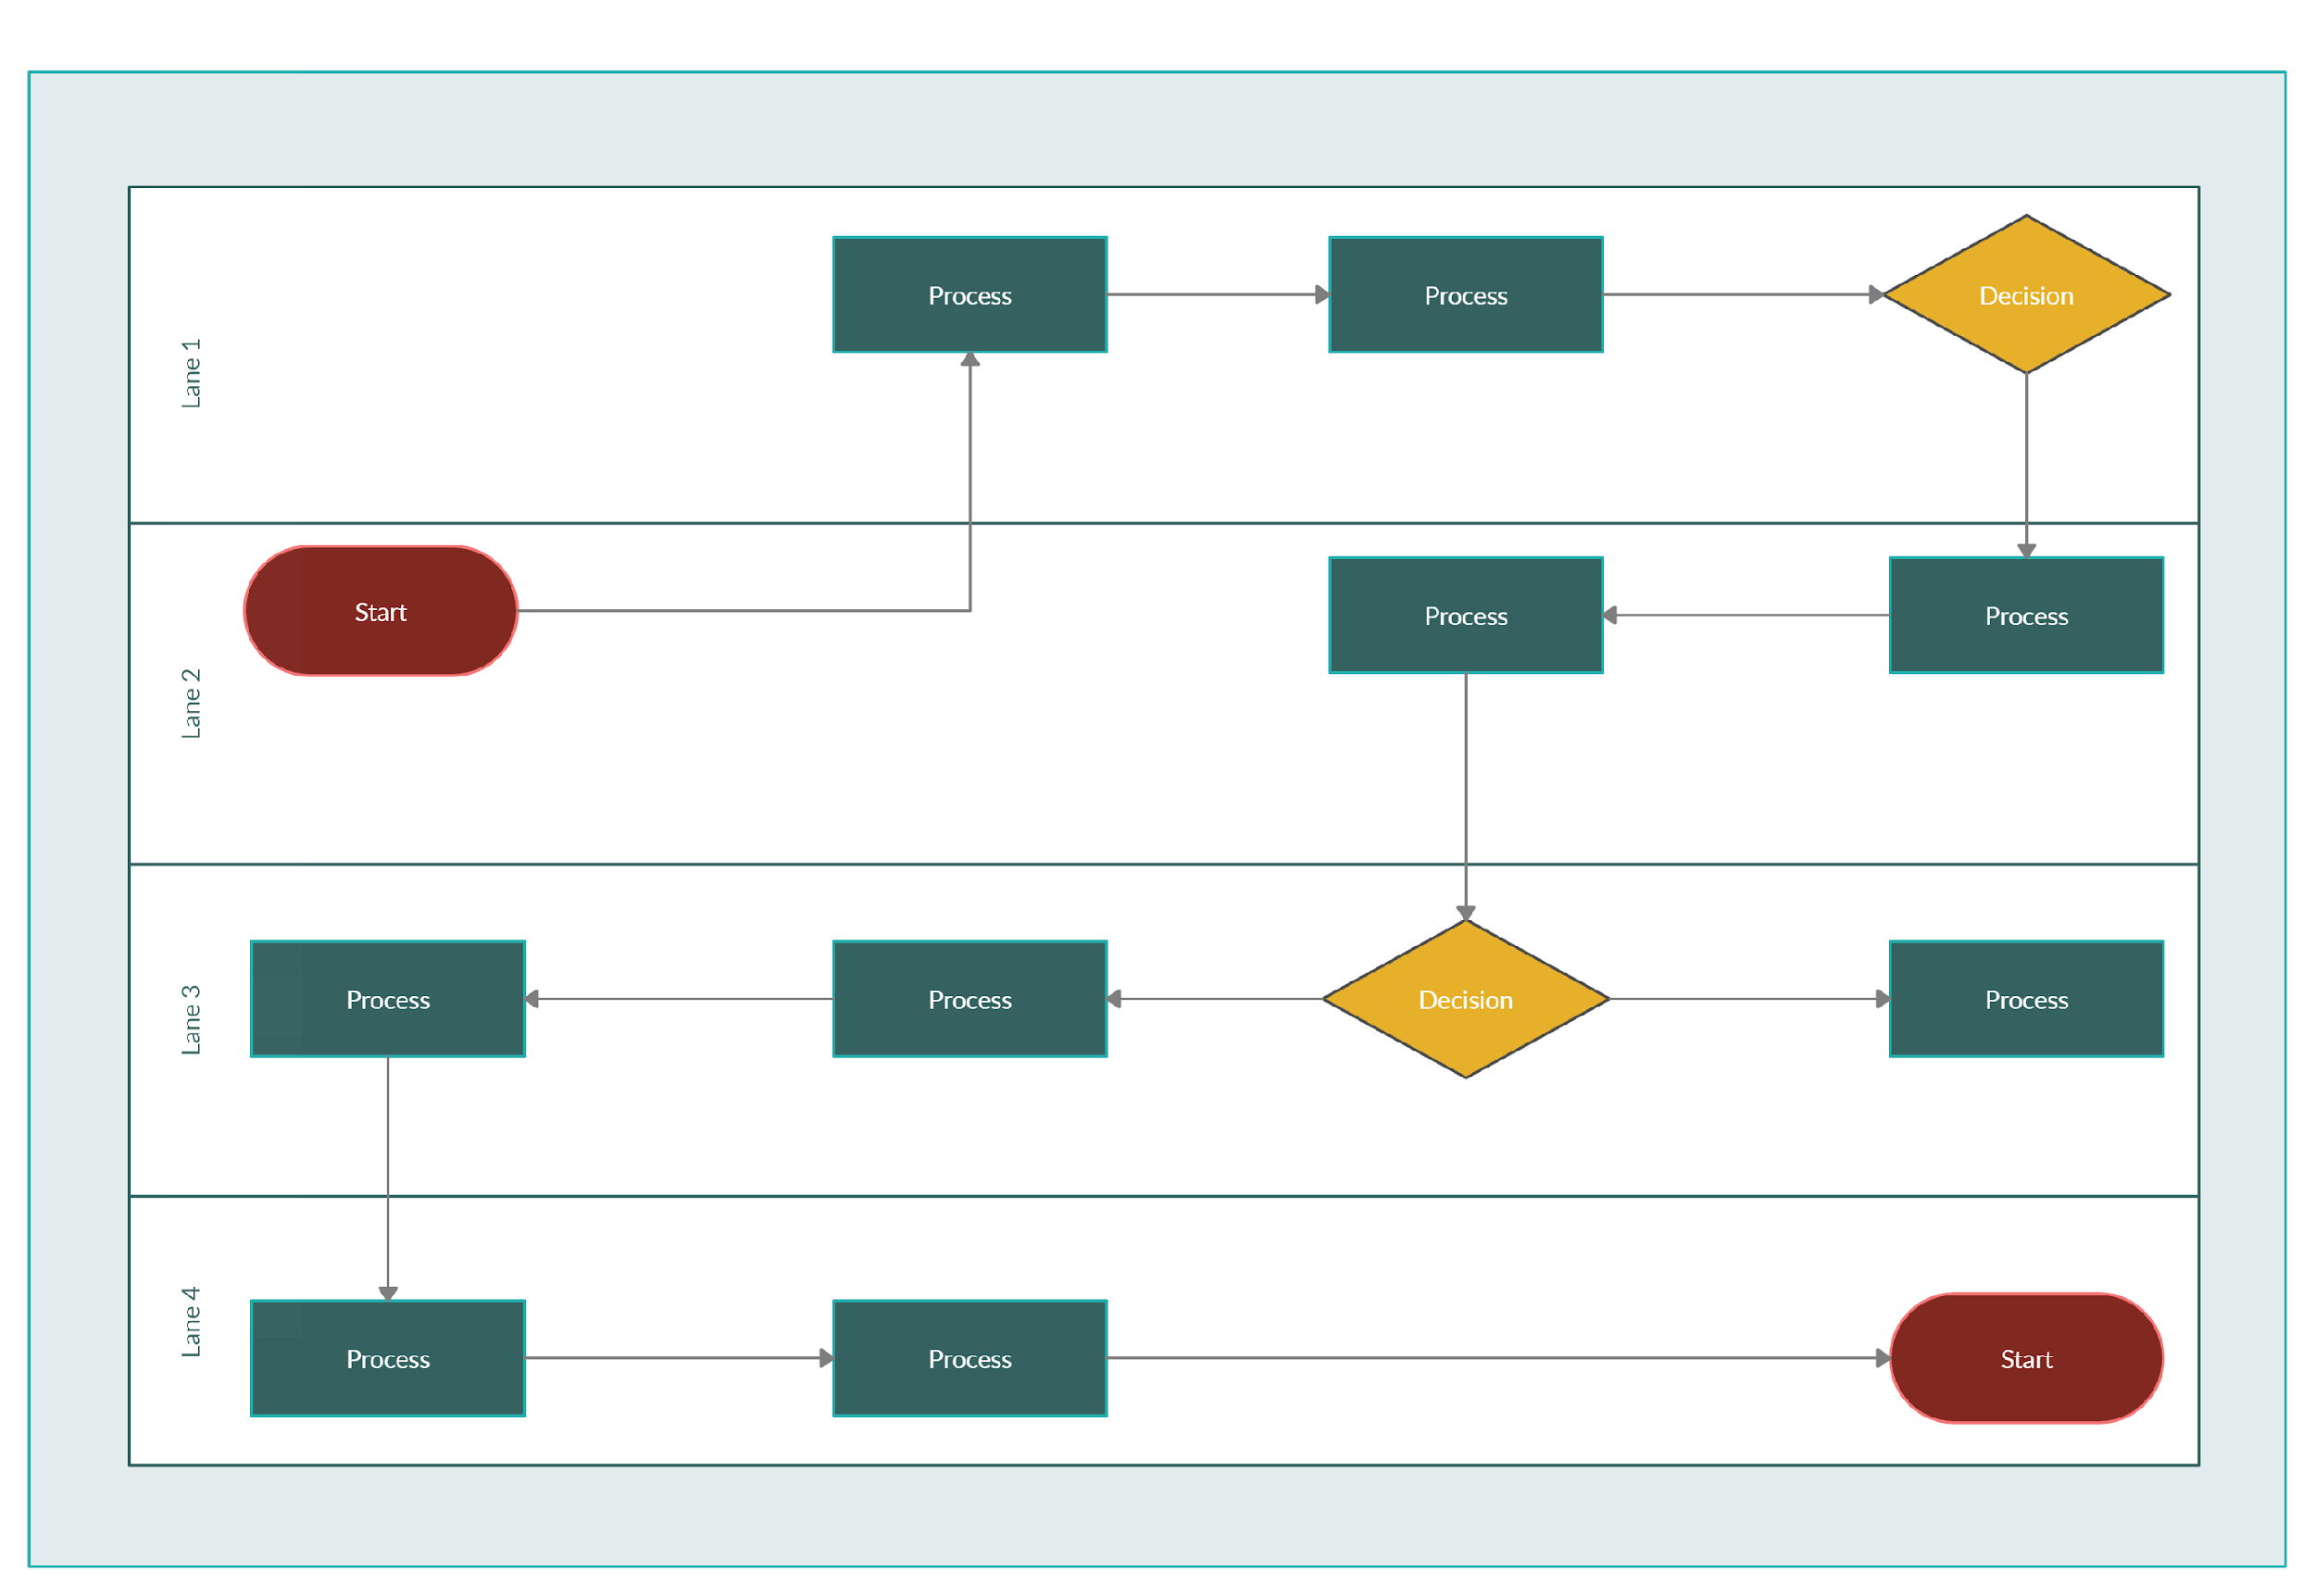 Lane 1
Process
Process
Decision
Lane 2
Start
Process
Process
Lane 3
Process
Process
Decision
Process
Lane 4
Process
Process
Start